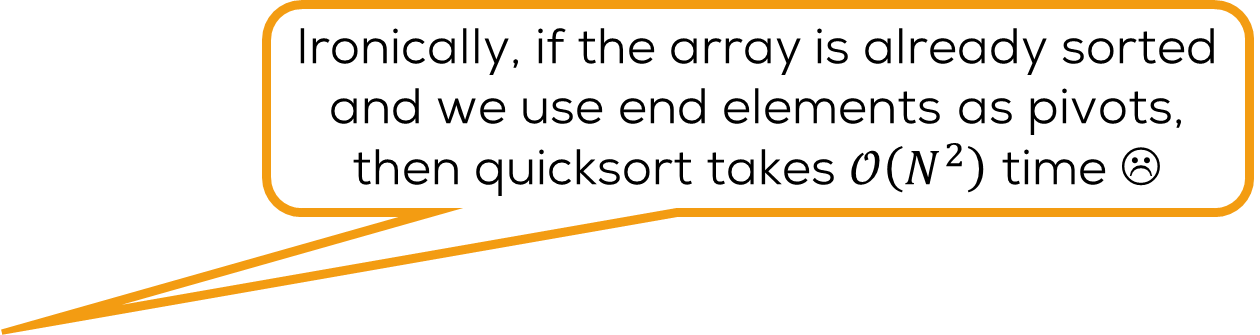 Ironically, if the array is already sorted
and we use end elements as pivots,
then quicksort takes 𝒪(N²) time ☹